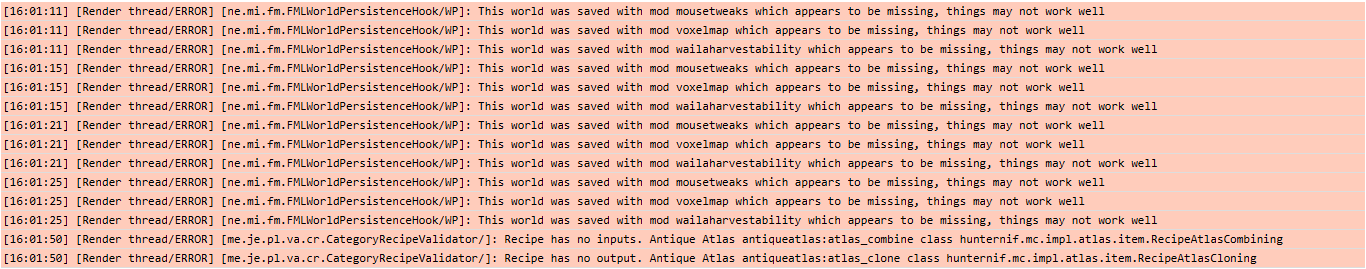 [16:01:11] [Render thread/ERROR] [ne.mi.fm.FMLWorldPersistenceHook/WP]: This world was saved with mod mousetweaks which appears to be missing, things may not work well
[16:01:11] [Render thread/ERROR] [ne.mi.fm.FMLWorldPersistenceHook/WP]: This world was saved with mod voxelmap which appears to be missing, things may not work well
[16:01:11] [Render thread/ERROR] [ne.mi.fm.FMLWorldPersistenceHook/WP]: This world was saved with mod wailaharvestability which appears to be missing, things may not work well
[16:01:15] [Render thread/ERROR] [ne.mi.fm.FMLWorldPersistenceHook/WP]: This world was saved with mod mousetweaks which appears to be missing, things may not work well
[16:01:15] [Render thread/ERROR] [ne.mi.fm.FMLWorldPersistenceHook/WP]: This world was saved with mod voxelmap which appears to be missing, things may not work well
[16:01:15] [Render thread/ERROR] [ne.mi.fm.FMLWorldPersistenceHook/WP]: This world was saved with mod wailaharvestability which appears to be missing, things may not work well
[16:01:21] [Render thread/ERROR] [ne.mi.fm.FMLWorldPersistenceHook/WP]: This world was saved with mod mousetweaks which appears to be missing, things may not work well
[16:01:21] [Render thread/ERROR] [ne.mi.fm.FMLWorldPersistenceHook/WP]: This world was saved with mod voxelmap which appears to be missing, things may not work well
[16:01:21] [Render thread/ERROR] [ne.mi.fm.FMLWorldPersistenceHook/WP]: This world was saved with mod wailaharvestability which appears to be missing, things may not work well
[16:01:25] [Render thread/ERROR] [ne.mi.fm.FMLWorldPersistenceHook/WP]: This world was saved with mod mousetweaks which appears to be missing, things may not work well
[16:01:25] [Render thread/ERROR] [ne.mi.fm.FMLWorldPersistenceHook/WP]: This world was saved with mod voxelmap which appears to be missing, things may not work well
[16:01:25] [Render thread/ERROR] [ne.mi.fm.FMLWorldPersistenceHook/WP]: This world was saved with mod wailaharvestability which appears to be missing, things may not work well
[16:01:50] [Render thread/ERROR] [me.je.pl.va.cr.CategoryRecipeValidator/]: Recipe has no inputs. Antique Atlas antiqueatlas:atlas_combine class hunternif.mc.impl.atlas.item.RecipeAtlasCombining
[16:01:50] [Render thread/ERROR] [me.je.pl.va.cr.CategoryRecipeValidator/]: Recipe has no output. Antique Atlas antiqueatlas:atlas_clone class hunternif.mc.impl.atlas.item.RecipeAtlasCloning